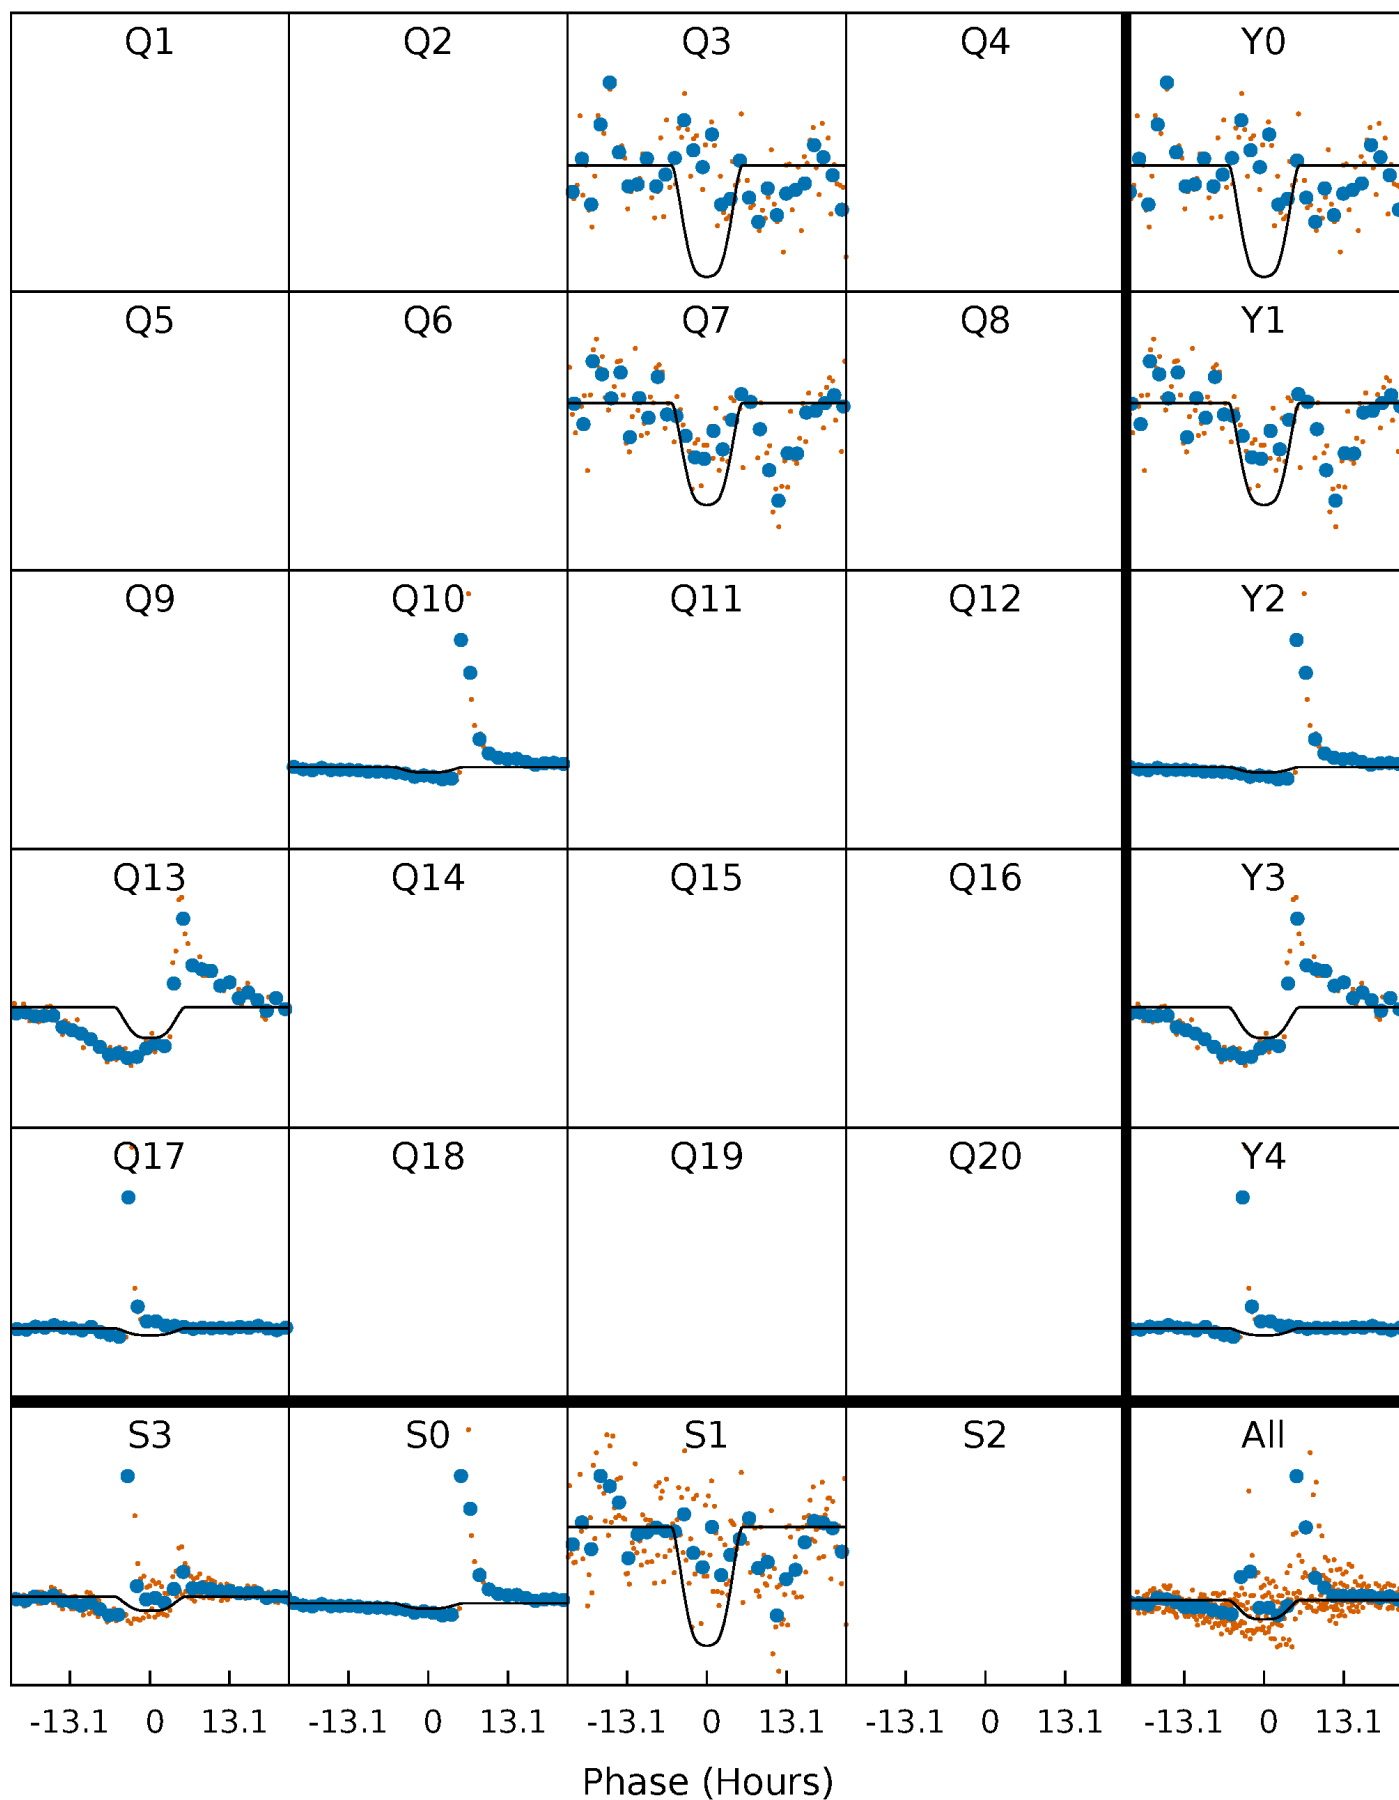 Q1 Q2 Q3 Q4 Y0
Q5 Q6 Q7 Q8 Y1
Q9 Q10 Q11 Q12 Y2
Q13 Q14 Q15 Q16 Y3
Q17 Q18 Q19 Q20 Y4
S3 S0 S1 S2 All
-13.1 0 13.1 -13.1 0 13.1 -13.1 0 13.1 -13.1 0 13.1 -13.1 0 13.1
Phase (Hours)